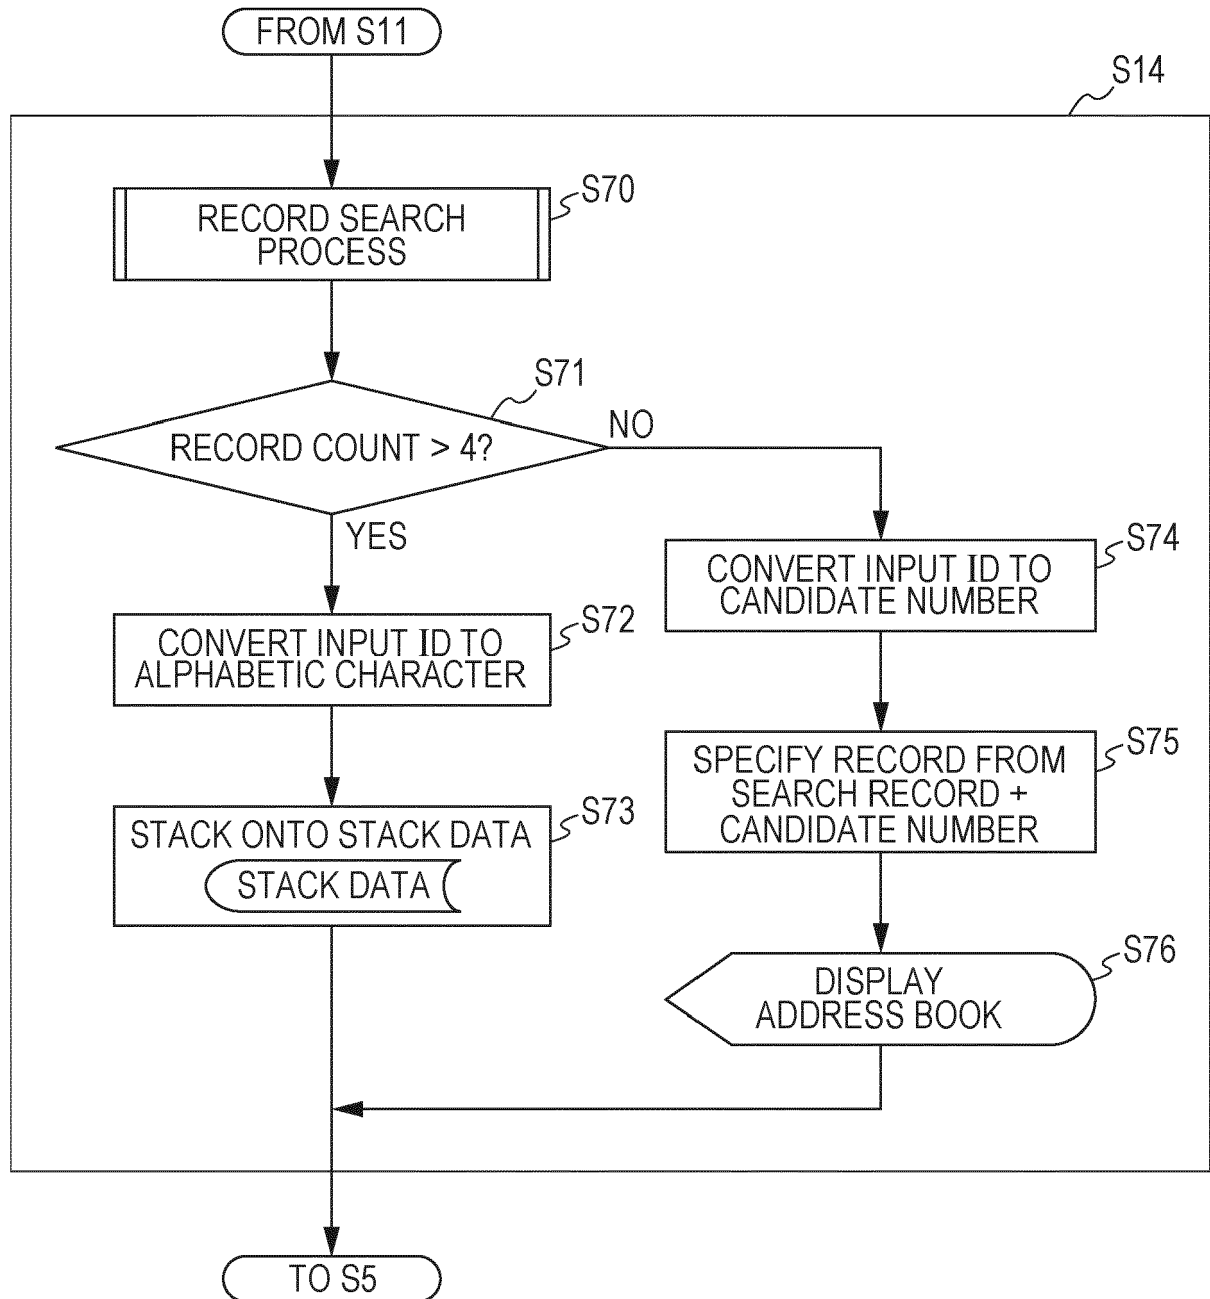 FROM S11
S14
S70
RECORD SEARCH
PROCESS
S71
RECORD COUNT > 4?
NO
YES
S72
CONVERT INPUT ID TO
ALPHABETIC CHARACTER
S73
STACK ONTO STACK DATA
STACK DATA
S74
CONVERT INPUT ID TO
CANDIDATE NUMBER
S75
SPECIFY RECORD FROM
SEARCH RECORD +
CANDIDATE NUMBER
S76
DISPLAY
ADDRESS BOOK
TO S5